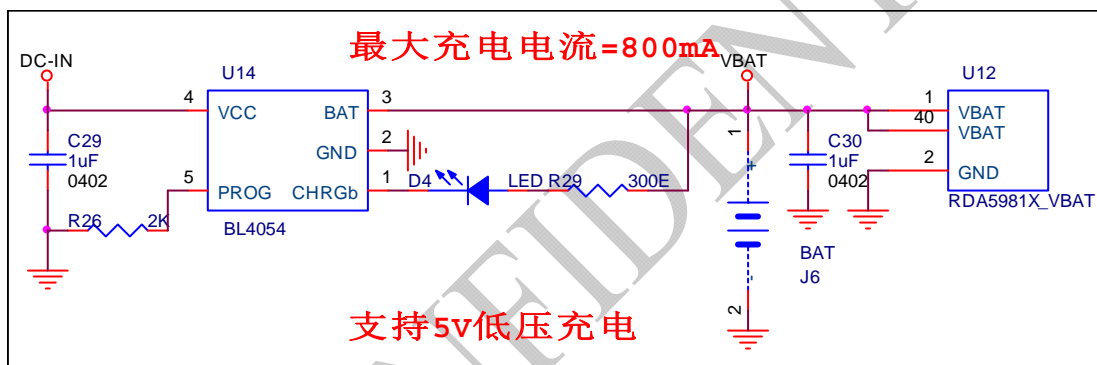 最大充电电流=800mA
DC-IN
VBAT
U14
U12
4
VCC
BAT
3
1
VBAT
40
VBAT
C29
1uF
0402
GND
2
1
C30
1uF
0402
2
GND
5
PROG
CHRGb
1
D4
LED
R29
300E
+
RDA5981X_VBAT
R26
2K
BL4054
BAT
J6
-
2
支持5V低压充电
NFIDEN